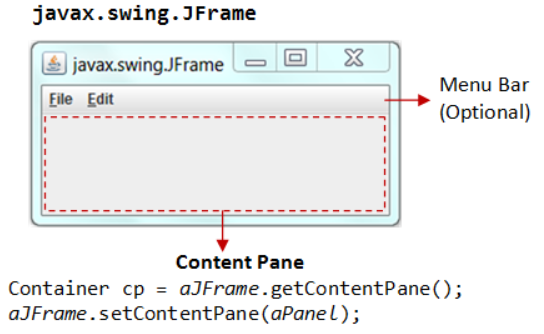 javax.swing.JFrame
javax.swing.JFrame
File Edit
Menu Bar
(Optional)
Content Pane
Container cp = aJFrame.getContentPane();
aJFrame.setContentPane(aPanel);